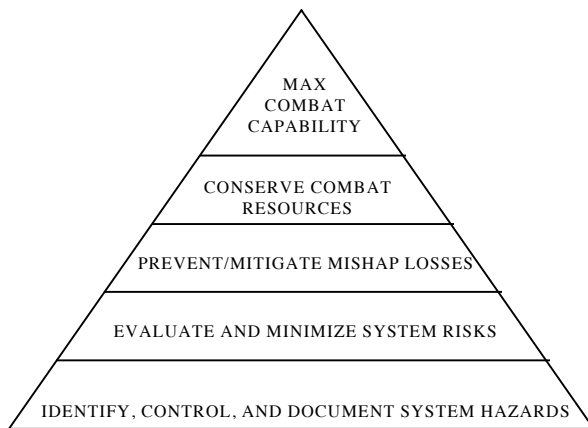 MAX
COMBAT
CAPABILITY
CONSERVE COMBAT
RESOURCES
PREVENT/MITIGATE MISHAP LOSSES
EVALUATE AND MINIMIZE SYSTEM RISKS
IDENTIFY, CONTROL, AND DOCUMENT SYSTEM HAZARDS